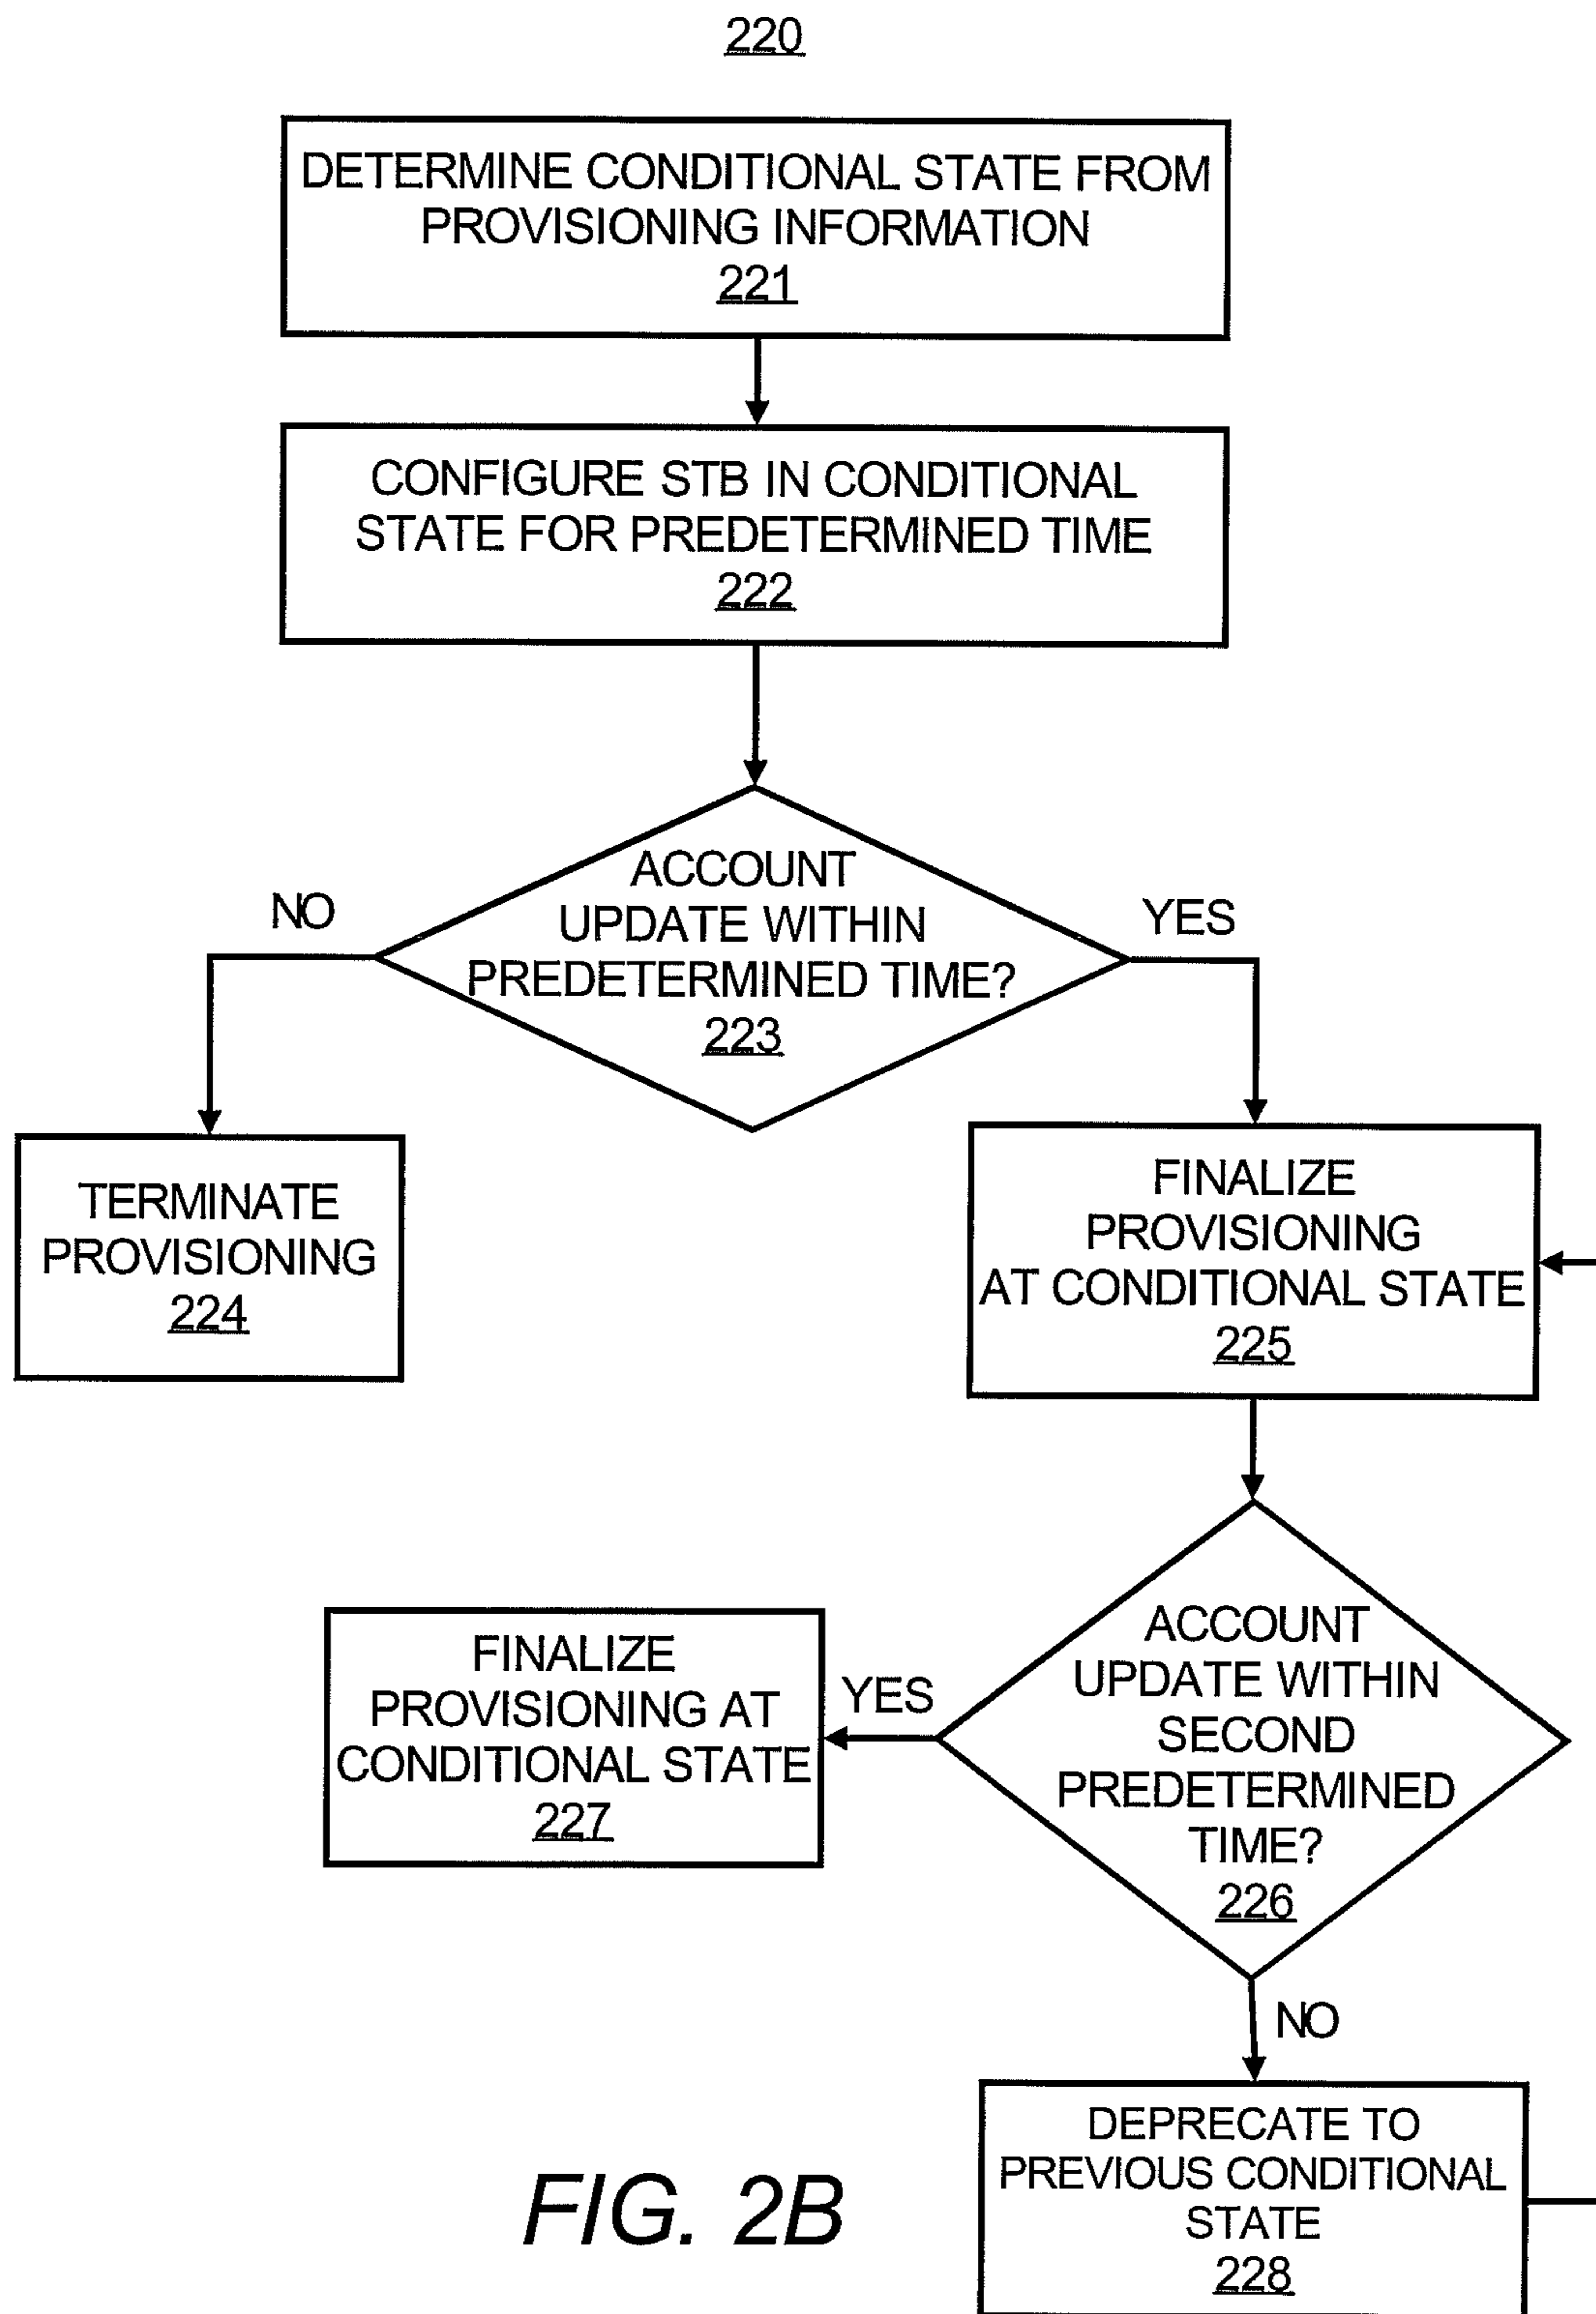 220
DETERMINE CONDITIONAL STATE FROM
PROVISIONING INFORMATION
221
CONFIGURE STB IN CONDITIONAL
STATE FOR PREDETERMINED TIME
222
ACCOUNT
UPDATE WITHIN
PREDETERMINED TIME?
223
NO
YES
TERMINATE
PROVISIONING
224
FINALIZE
PROVISIONING
AT CONDITIONAL STATE
225
ACCOUNT
UPDATE WITHIN
SECOND
PREDETERMINED
TIME?
226
YES
FINALIZE
PROVISIONING AT
CONDITIONAL STATE
227
NO
DEPRECATE TO
PREVIOUS CONDITIONAL
STATE
228
FIG. 2B